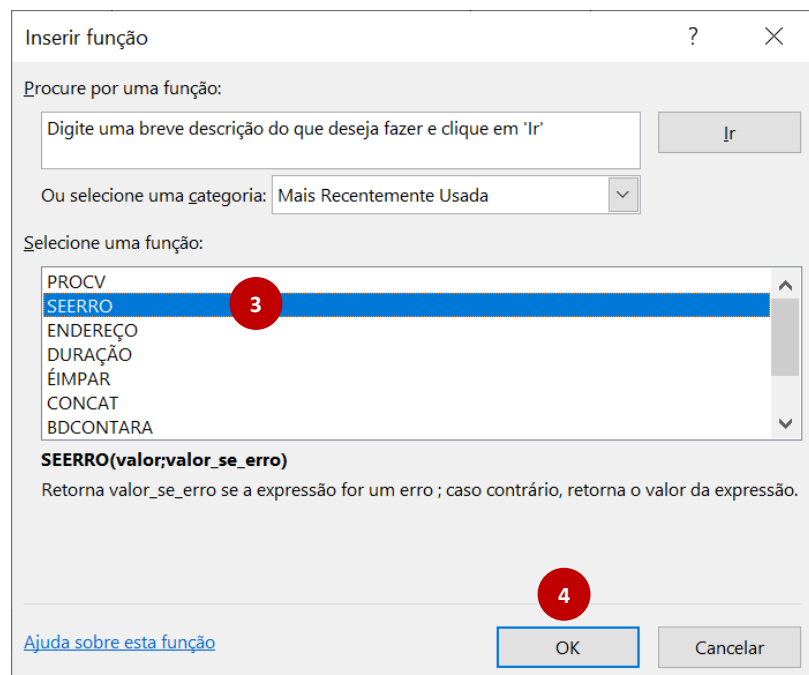 Inserir função ? ×
Procure por uma função:
Digite uma breve descrição do que deseja fazer e clique em 'Ir'
Ir
Ou selecione uma categoria: Mais Recentemente Usada
Selecione uma função:
PROCV
SEERRO 3
ENDEREÇO
DURAÇÃO
ÉIMPAR
CONCAT
BDCONTARA
SEERRO(valor;valor_se_erro)
Retorna valor_se_erro se a expressão for um erro ; caso contrário, retorna o valor da expressão.
4
Ajuda sobre esta função OK Cancelar